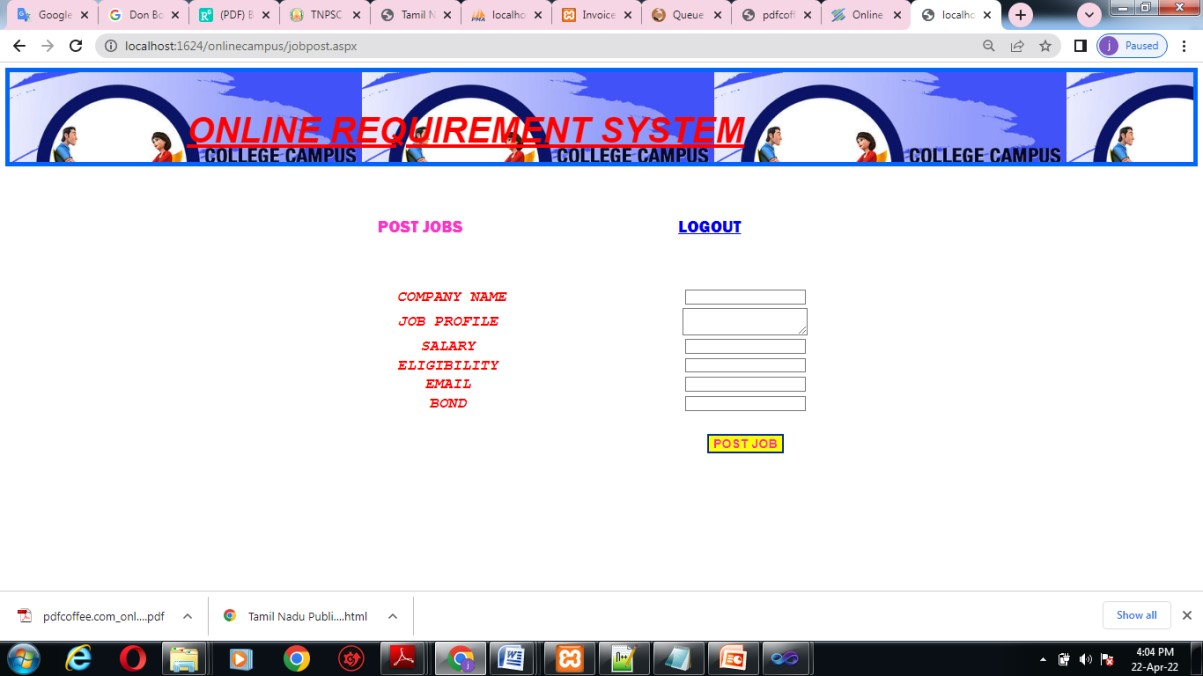 Google
Don Bo
(PDF) E
TNPSC
Tamil N
localho
Invoice
Queue
pdfcoff
Online
localho
localhost:1624/onlinecampus/jobpost.aspx
j Paused
ONLINE REQUIREMENT SYSTEM
COLLEGE CAMPUS COLLEGE CAMPUS COLLEGE CAMPUS
POST JOBS LOGOUT
COMPANY NAME
JOB PROFILE
SALARY
ELIGIBILITY
EMAIL
BOND
POST JOB
pdfcoffee.com_onl....pdf Tamil Nadu Publi....html Show all
4:04 PM
22-Apr-22